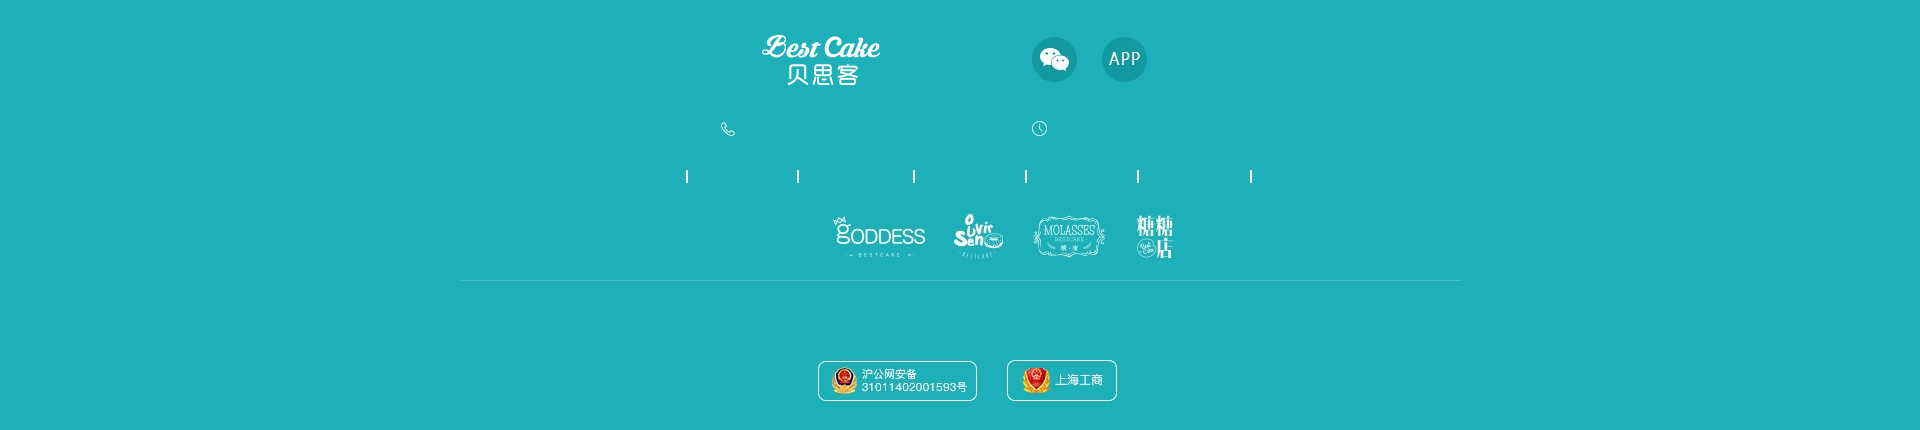 Best Cake
贝思客
APP
gODDESS
BESTCAKE
OUVIR
Sen
BESTCAKE
MOLASSES
BESTCAKE
糖糖
店
沪公网安备
31011402001593号
上海工商